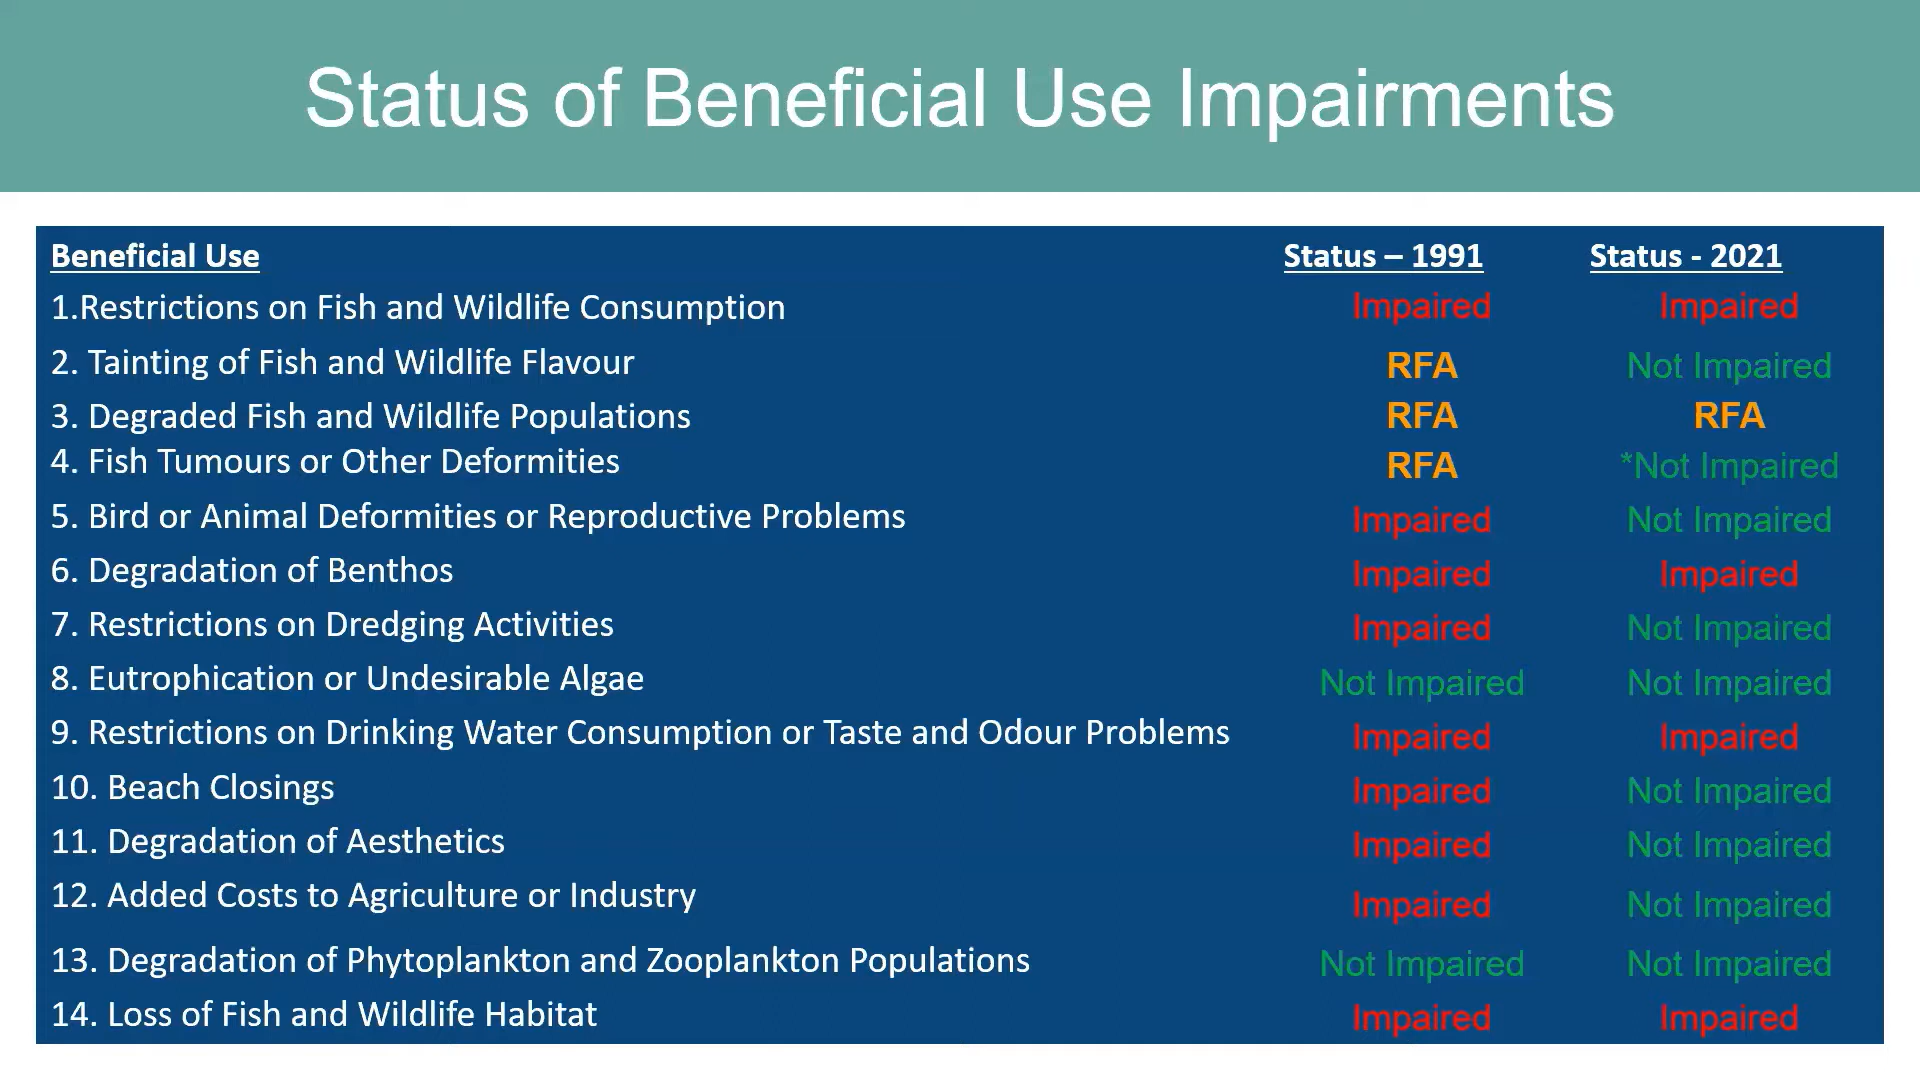 Status of Beneficial Use Impairments
Beneficial Use Status – 1991 Status - 2021
1.Restrictions on Fish and Wildlife Consumption Impaired Impaired
2. Tainting of Fish and Wildlife Flavour RFA Not Impaired
3. Degraded Fish and Wildlife Populations RFA RFA
4. Fish Tumours or Other Deformities RFA *Not Impaired
5. Bird or Animal Deformities or Reproductive Problems Impaired Not Impaired
6. Degradation of Benthos Impaired Impaired
7. Restrictions on Dredging Activities Impaired Not Impaired
8. Eutrophication or Undesirable Algae Not Impaired Not Impaired
9. Restrictions on Drinking Water Consumption or Taste and Odour Problems Impaired Impaired
10. Beach Closings Impaired Not Impaired
11. Degradation of Aesthetics Impaired Not Impaired
12. Added Costs to Agriculture or Industry Impaired Not Impaired
13. Degradation of Phytoplankton and Zooplankton Populations Not Impaired Not Impaired
14. Loss of Fish and Wildlife Habitat Impaired Impaired